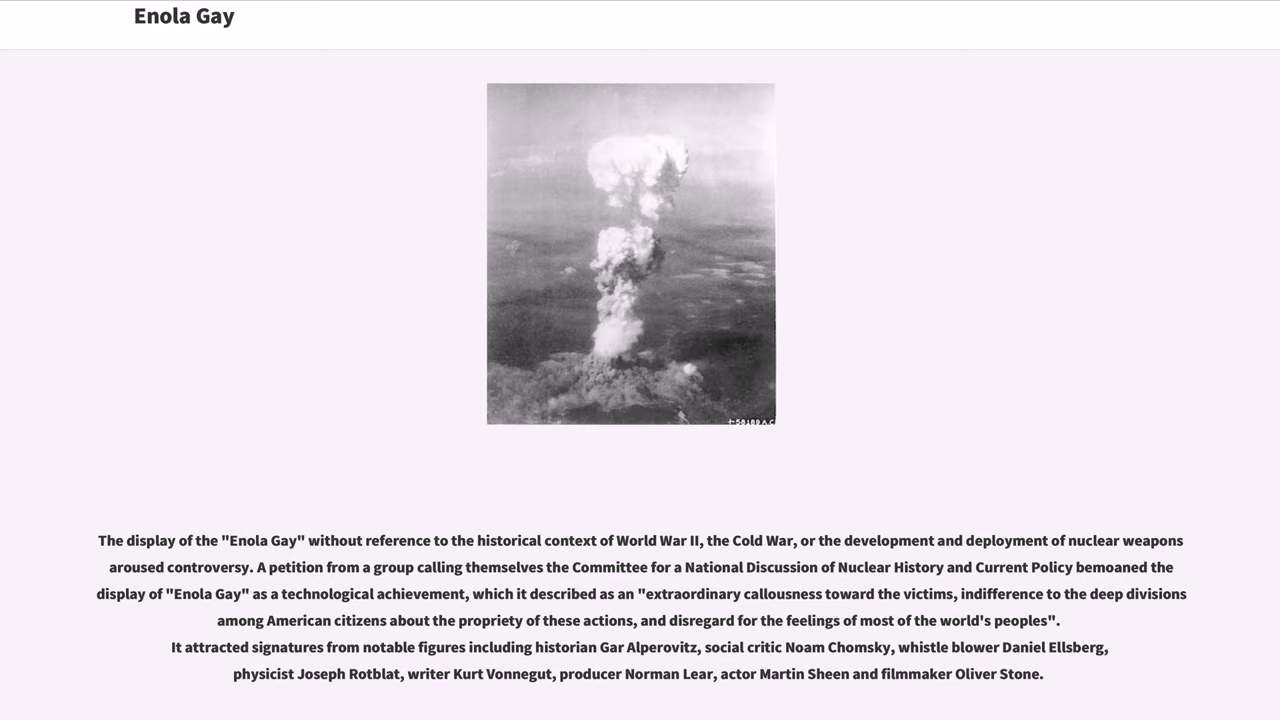 Enola Gay
The display of the "Enola Gay" without reference to the historical context of World War II, the Cold War, or the development and deployment of nuclear weapons
aroused controversy. A petition from a group calling themselves the Committee for a National Discussion of Nuclear History and Current Policy bemoaned the
display of "Enola Gay" as a technological achievement, which it described as an "extraordinary callousness toward the victims, indifference to the deep divisions
among American citizens about the propriety of these actions, and disregard for the feelings of most of the world's peoples".
It attracted signatures from notable figures including historian Gar Alperovitz, social critic Noam Chomsky, whistle blower Daniel Ellsberg,
physicist Joseph Rotblat, writer Kurt Vonnegut, producer Norman Lear, actor Martin Sheen and filmmaker Oliver Stone.